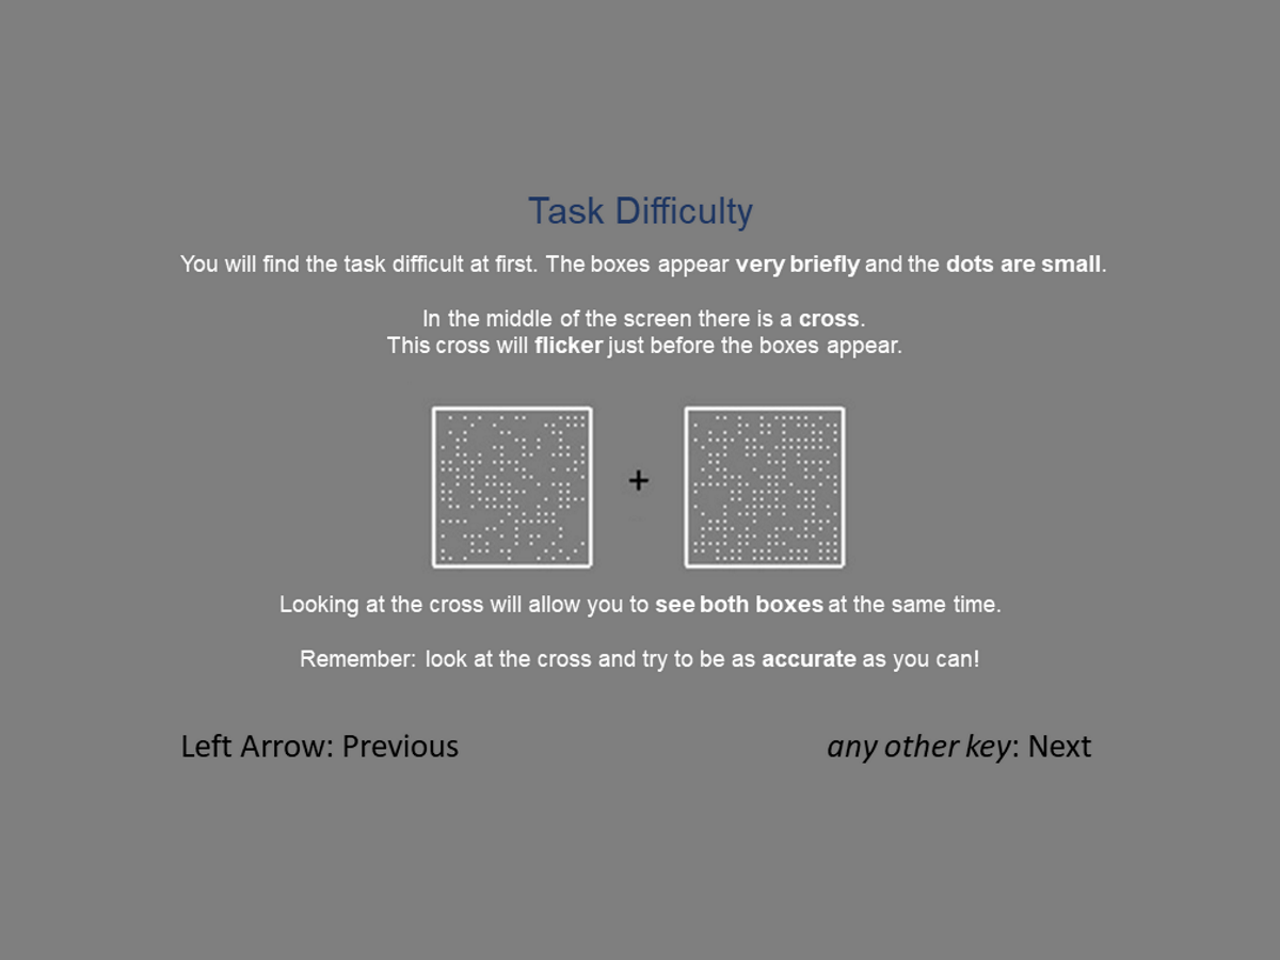 Task Difficulty
You will find the task difficult at first. The boxes appear very briefly and the dots are small.
In the middle of the screen there is a cross.
This cross will flicker just before the boxes appear.
+
Looking at the cross will allow you to see both boxes at the same time.
Remember: look at the cross and try to be as accurate as you can!
Left Arrow: Previous
any other key: Next